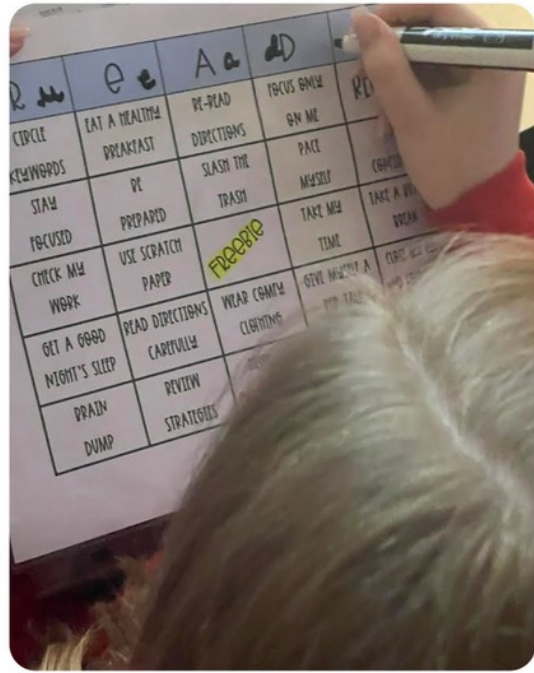 R r e e A a d D
CIRCLE KEYWORDS
EAT A HEALTHY BREAKFAST
RE-READ DIRECTIONS
FOCUS ONLY ON ME
STAY FOCUSED
BE PREPARED
SLASH THE TRASH
PACE MYSELF
CHECK MY WORK
USE SCRATCH PAPER
FREEBIE
TAKE MY TIME
TAKE A
BREAK
GET A GOOD NIGHT'S SLEEP
READ DIRECTIONS CAREFULLY
WEAR COMFY CLOTHING
GIVE MYSELF A
BRAIN DUMP
REVIEW STRATEGIES